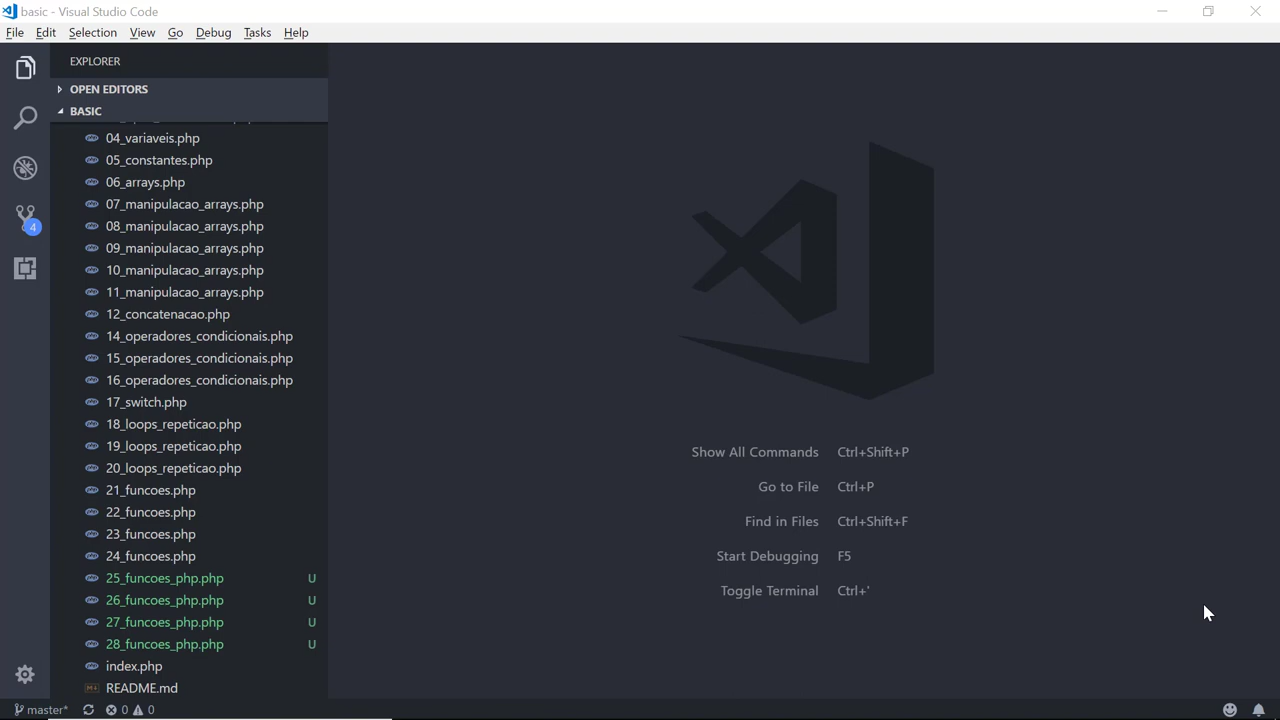 basic - Visual Studio Code
File Edit Selection View Go Debug Tasks Help
EXPLORER
OPEN EDITORS
BASIC
04_variaveis.php
05_constantes.php
06_arrays.php
07_manipulacao_arrays.php
08_manipulacao_arrays.php
09_manipulacao_arrays.php
10_manipulacao_arrays.php
11_manipulacao_arrays.php
12_concatenacao.php
14_operadores_condicionais.php
15_operadores_condicionais.php
16_operadores_condicionais.php
17_switch.php
18_loops_repeticao.php
19_loops_repeticao.php
20_loops_repeticao.php
21_funcoes.php
22_funcoes.php
23_funcoes.php
24_funcoes.php
25_funcoes_php.php U
26_funcoes_php.php U
27_funcoes_php.php U
28_funcoes_php.php U
index.php
README.md
4
Show All Commands Ctrl+Shift+P
Go to File Ctrl+P
Find in Files Ctrl+Shift+F
Start Debugging F5
Toggle Terminal Ctrl+'
master* 0 0